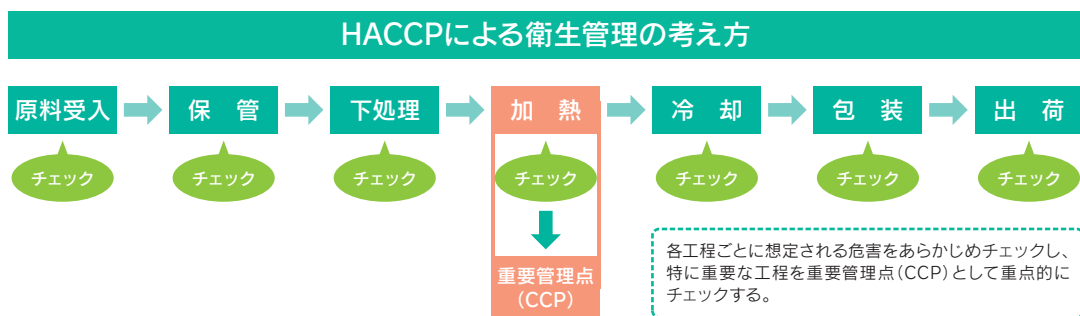 HACCPによる衛生管理の考え方
原料受入
保 管
下処理
加 熱
冷 却
包 装
出 荷
チェック
チェック
チェック
チェック
チェック
チェック
チェック
重要管理点
(CCP)
各工程ごとに想定される危害をあらかじめチェックし、
特に重要な工程を重要管理点(CCP)として重点的に
チェックする。